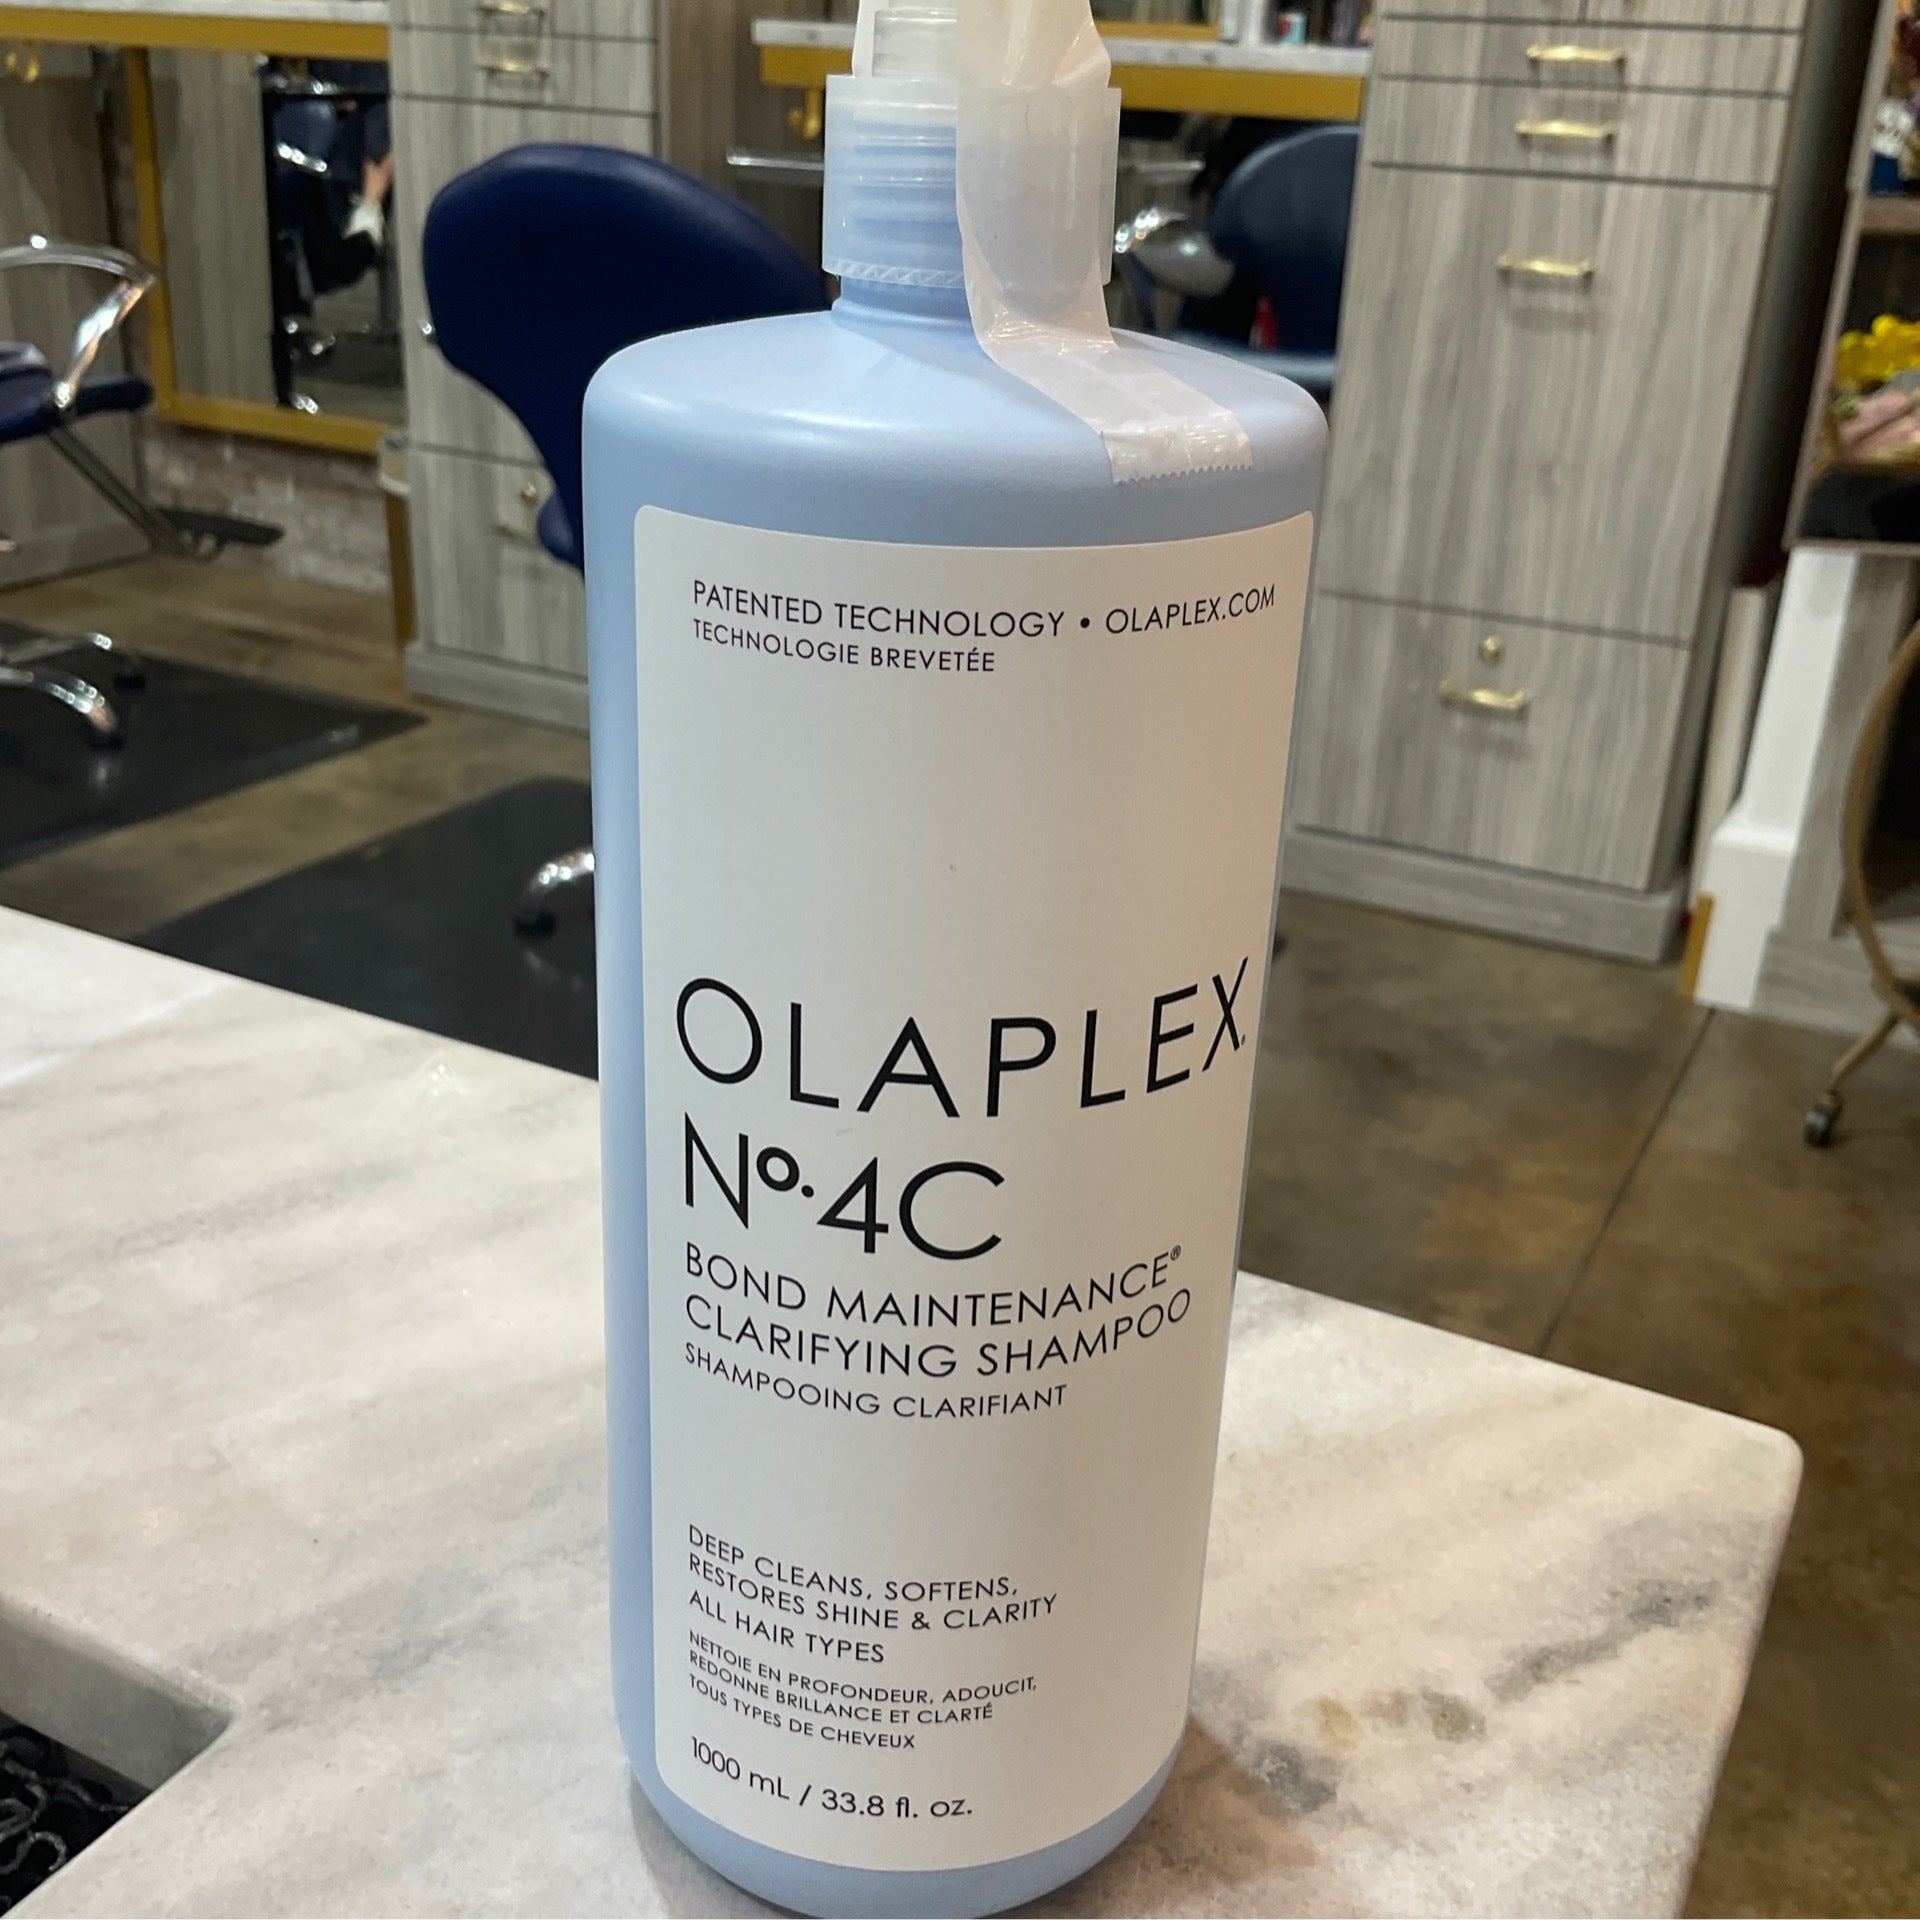 PATENTED TECHNOLOGY • OLAPLEX.COM
TECHNOLOGIE BREVETÉE
OLAPLEX.
Nº.4C
BOND MAINTENANCE®
CLARIFYING SHAMPOO
SHAMPOOING CLARIFIANT
DEEP CLEANS, SOFTENS,
RESTORES SHINE & CLARITY
ALL HAIR TYPES
NETTOIE EN PROFONDEUR, ADOUCIT,
REDONNE BRILLANCE ET CLARTÉ
TOUS TYPES DE CHEVEUX
1000 mL / 33.8 fl. oz.